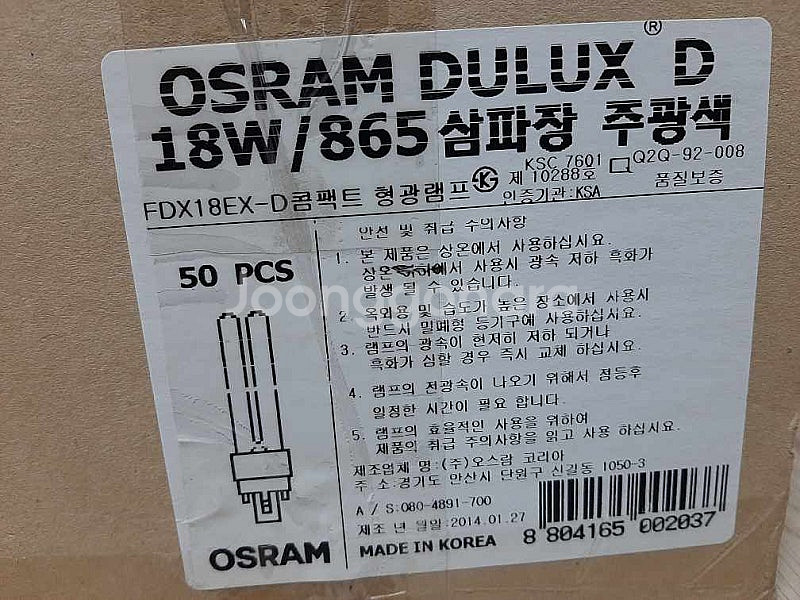 OSRAM DULUX® D
18W/865 삼파장 주광색
FDX18EX-D콤팩트 형광램프
KSC 7601
제 10288호
인증기관:KSA
Q2Q-92-008
품질보증
50 PCS
안전 및 취급 주의사항
1. 본 제품은 상온에서 사용하십시요.
상온 이하에서 사용시 광속 저하 흑화가
발생 될 수 있습니다.
2. 옥외용 및 습도가 높은 장소에서 사용시
반드시 밀폐형 등기구에 사용하십시요.
3. 램프의 광속이 현저히 저하 되거나
흑화가 심할 경우 즉시 교체 하십시요.
4. 램프의 전광속이 나오기 위해서 점등후
일정한 시간이 필요 합니다.
5. 램프의 효율적인 사용을 위하여
제품의 취급 주의사항을 읽고 사용 하십시요.
제조업체 명:(주)오스람 코리아
주 소:경기도 안산시 단원구 신길동 1050-3
A / S:080-4891-700
제조 년 월일:2014.01.27
MADE IN KOREA
8 804165 002037
OSRAM
Joonggonara